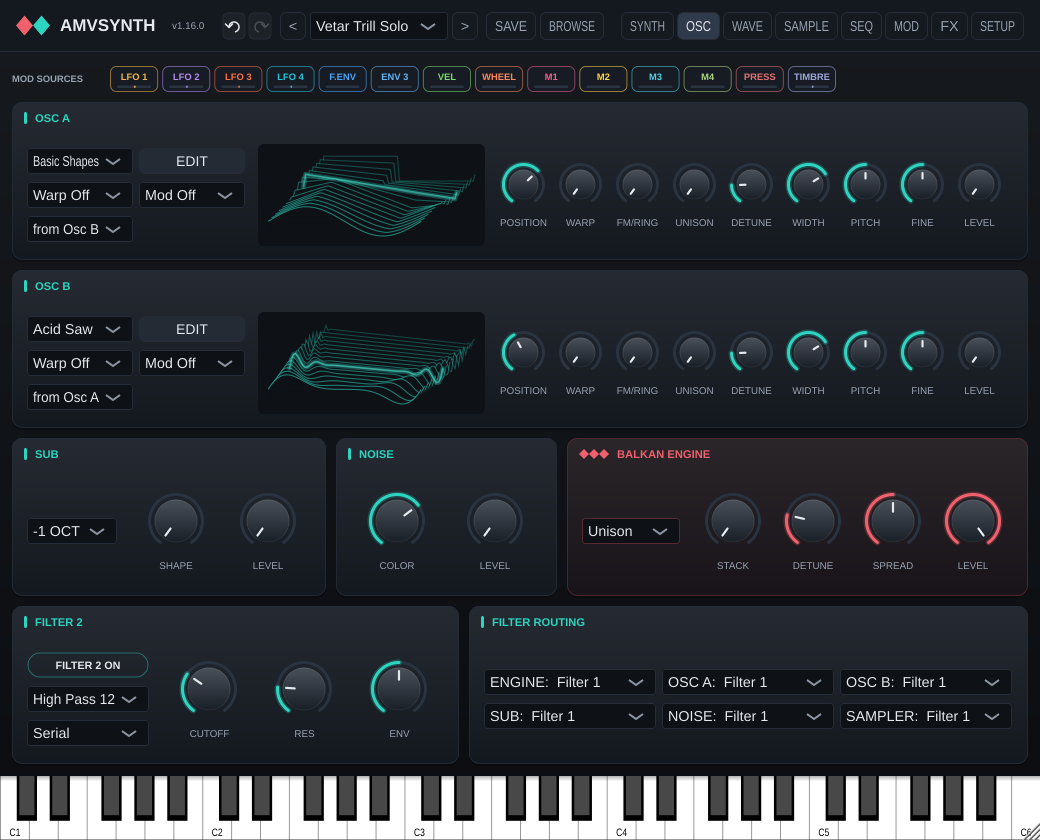 AMVSYNTH v1.16.0 < Vetar Trill Solo > SAVE BROWSE SYNTH OSC WAVE SAMPLE SEQ MOD FX SETUP
MOD SOURCES LFO 1 LFO 2 LFO 3 LFO 4 F.ENV ENV 3 VEL WHEEL M1 M2 M3 M4 PRESS TIMBRE
OSC A
Basic Shapes EDIT
Warp Off Mod Off
from Osc B
POSITION WARP FM/RING UNISON DETUNE WIDTH PITCH FINE LEVEL
OSC B
Acid Saw EDIT
Warp Off Mod Off
from Osc A
POSITION WARP FM/RING UNISON DETUNE WIDTH PITCH FINE LEVEL
SUB
-1 OCT
SHAPE LEVEL
NOISE
COLOR LEVEL
BALKAN ENGINE
Unison
STACK DETUNE SPREAD LEVEL
FILTER 2
FILTER 2 ON
High Pass 12
Serial
CUTOFF RES ENV
FILTER ROUTING
ENGINE: Filter 1 OSC A: Filter 1 OSC B: Filter 1
SUB: Filter 1 NOISE: Filter 1 SAMPLER: Filter 1
C1 C2 C3 C4 C5